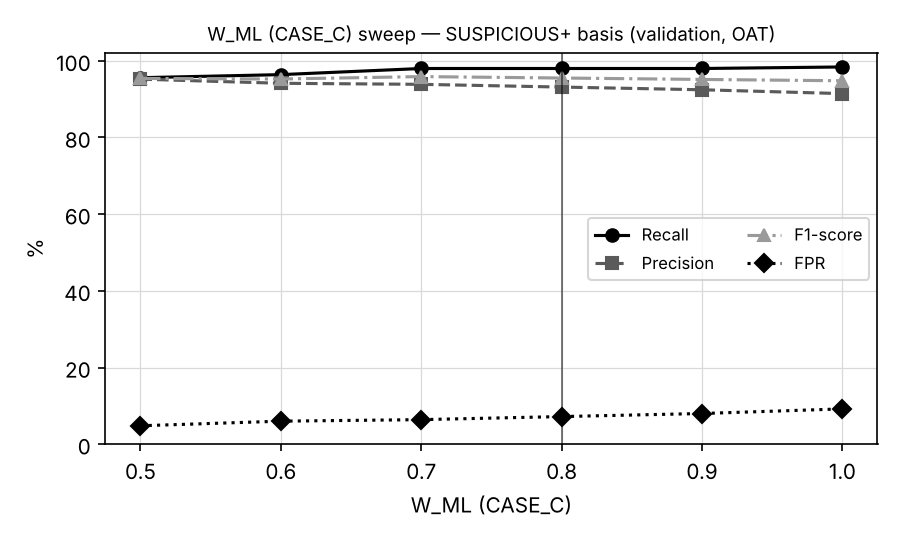 W_ML (CASE_C) sweep — SUSPICIOUS+ basis (validation, OAT)
100
80
60
40
20
0
%
Recall
Precision
F1-score
FPR
0.5 0.6 0.7 0.8 0.9 1.0
W_ML (CASE_C)